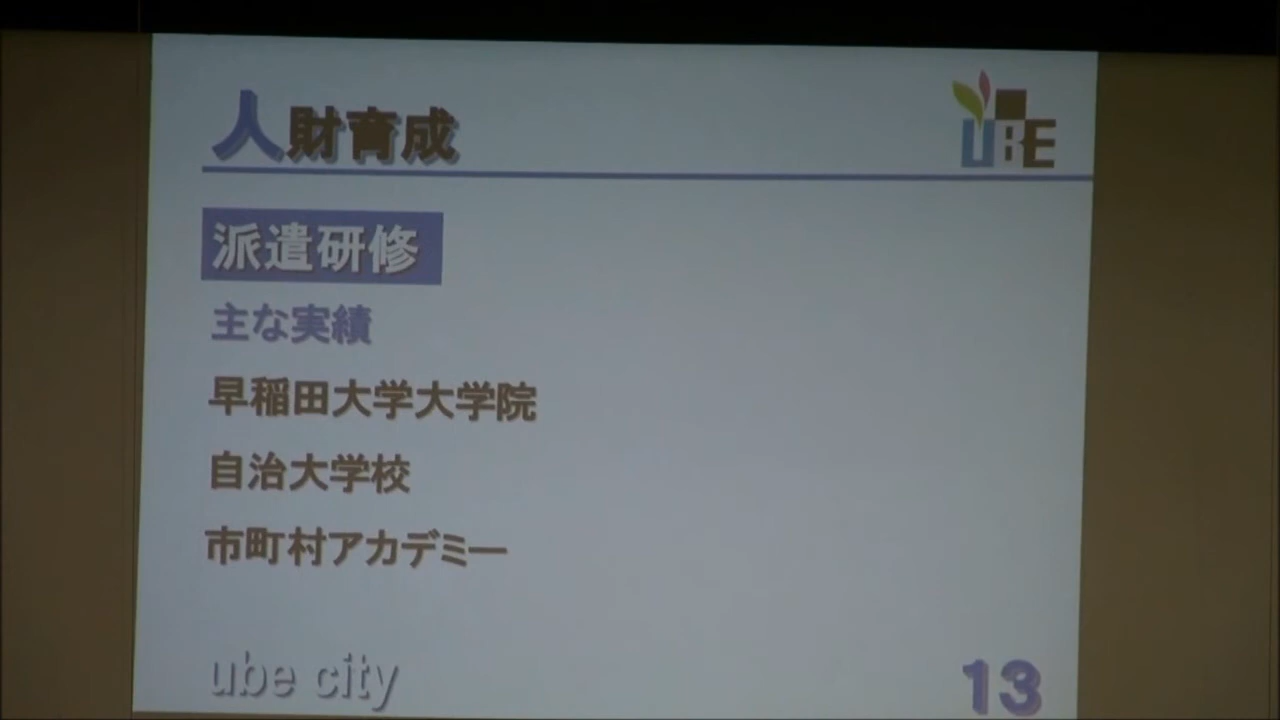 人財育成
UBE
派遣研修
主な実績
早稲田大学大学院
自治大学校
市町村アカデミー
ube city
13